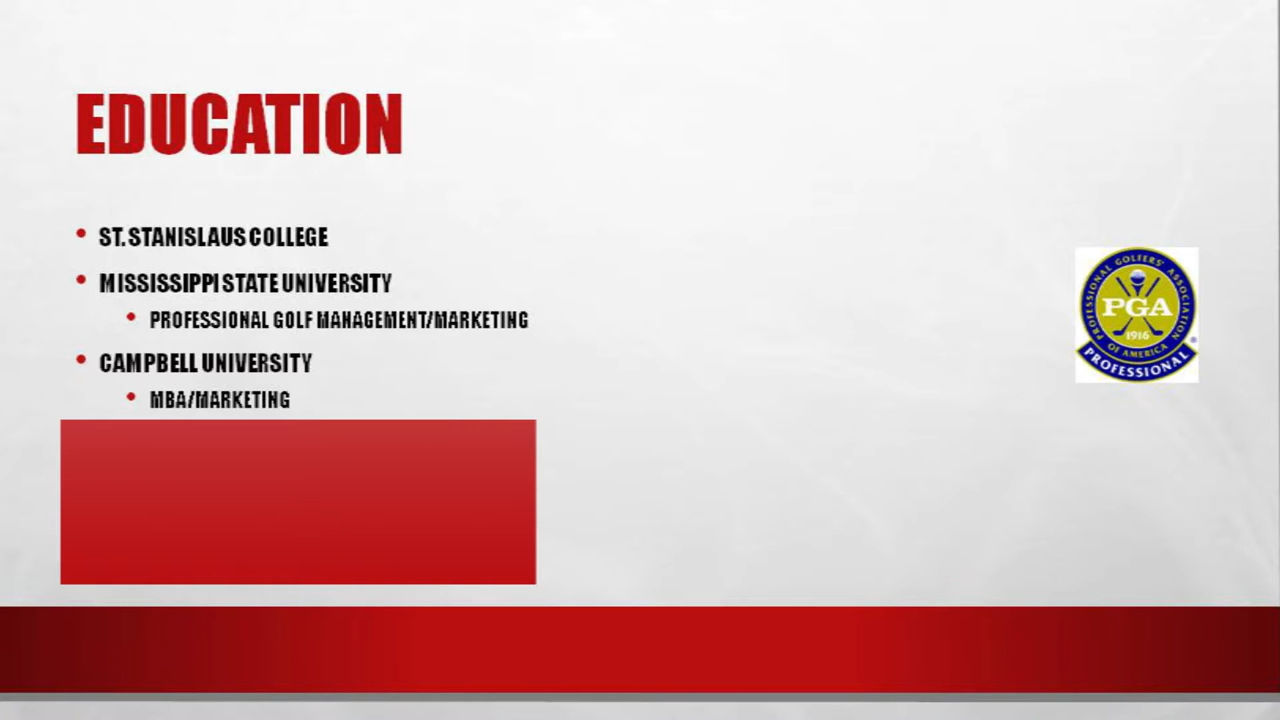 EDUCATION
ST. STANISLAUS COLLEGE
MISSISSIPPI STATE UNIVERSITY
PROFESSIONAL GOLF MANAGEMENT/MARKETING
CAMPBELL UNIVERSITY
MBA/MARKETING
PROFESSIONAL GOLFERS' ASSOCIATION
PGA
1916
OF AMERICA
PROFESSIONAL
®